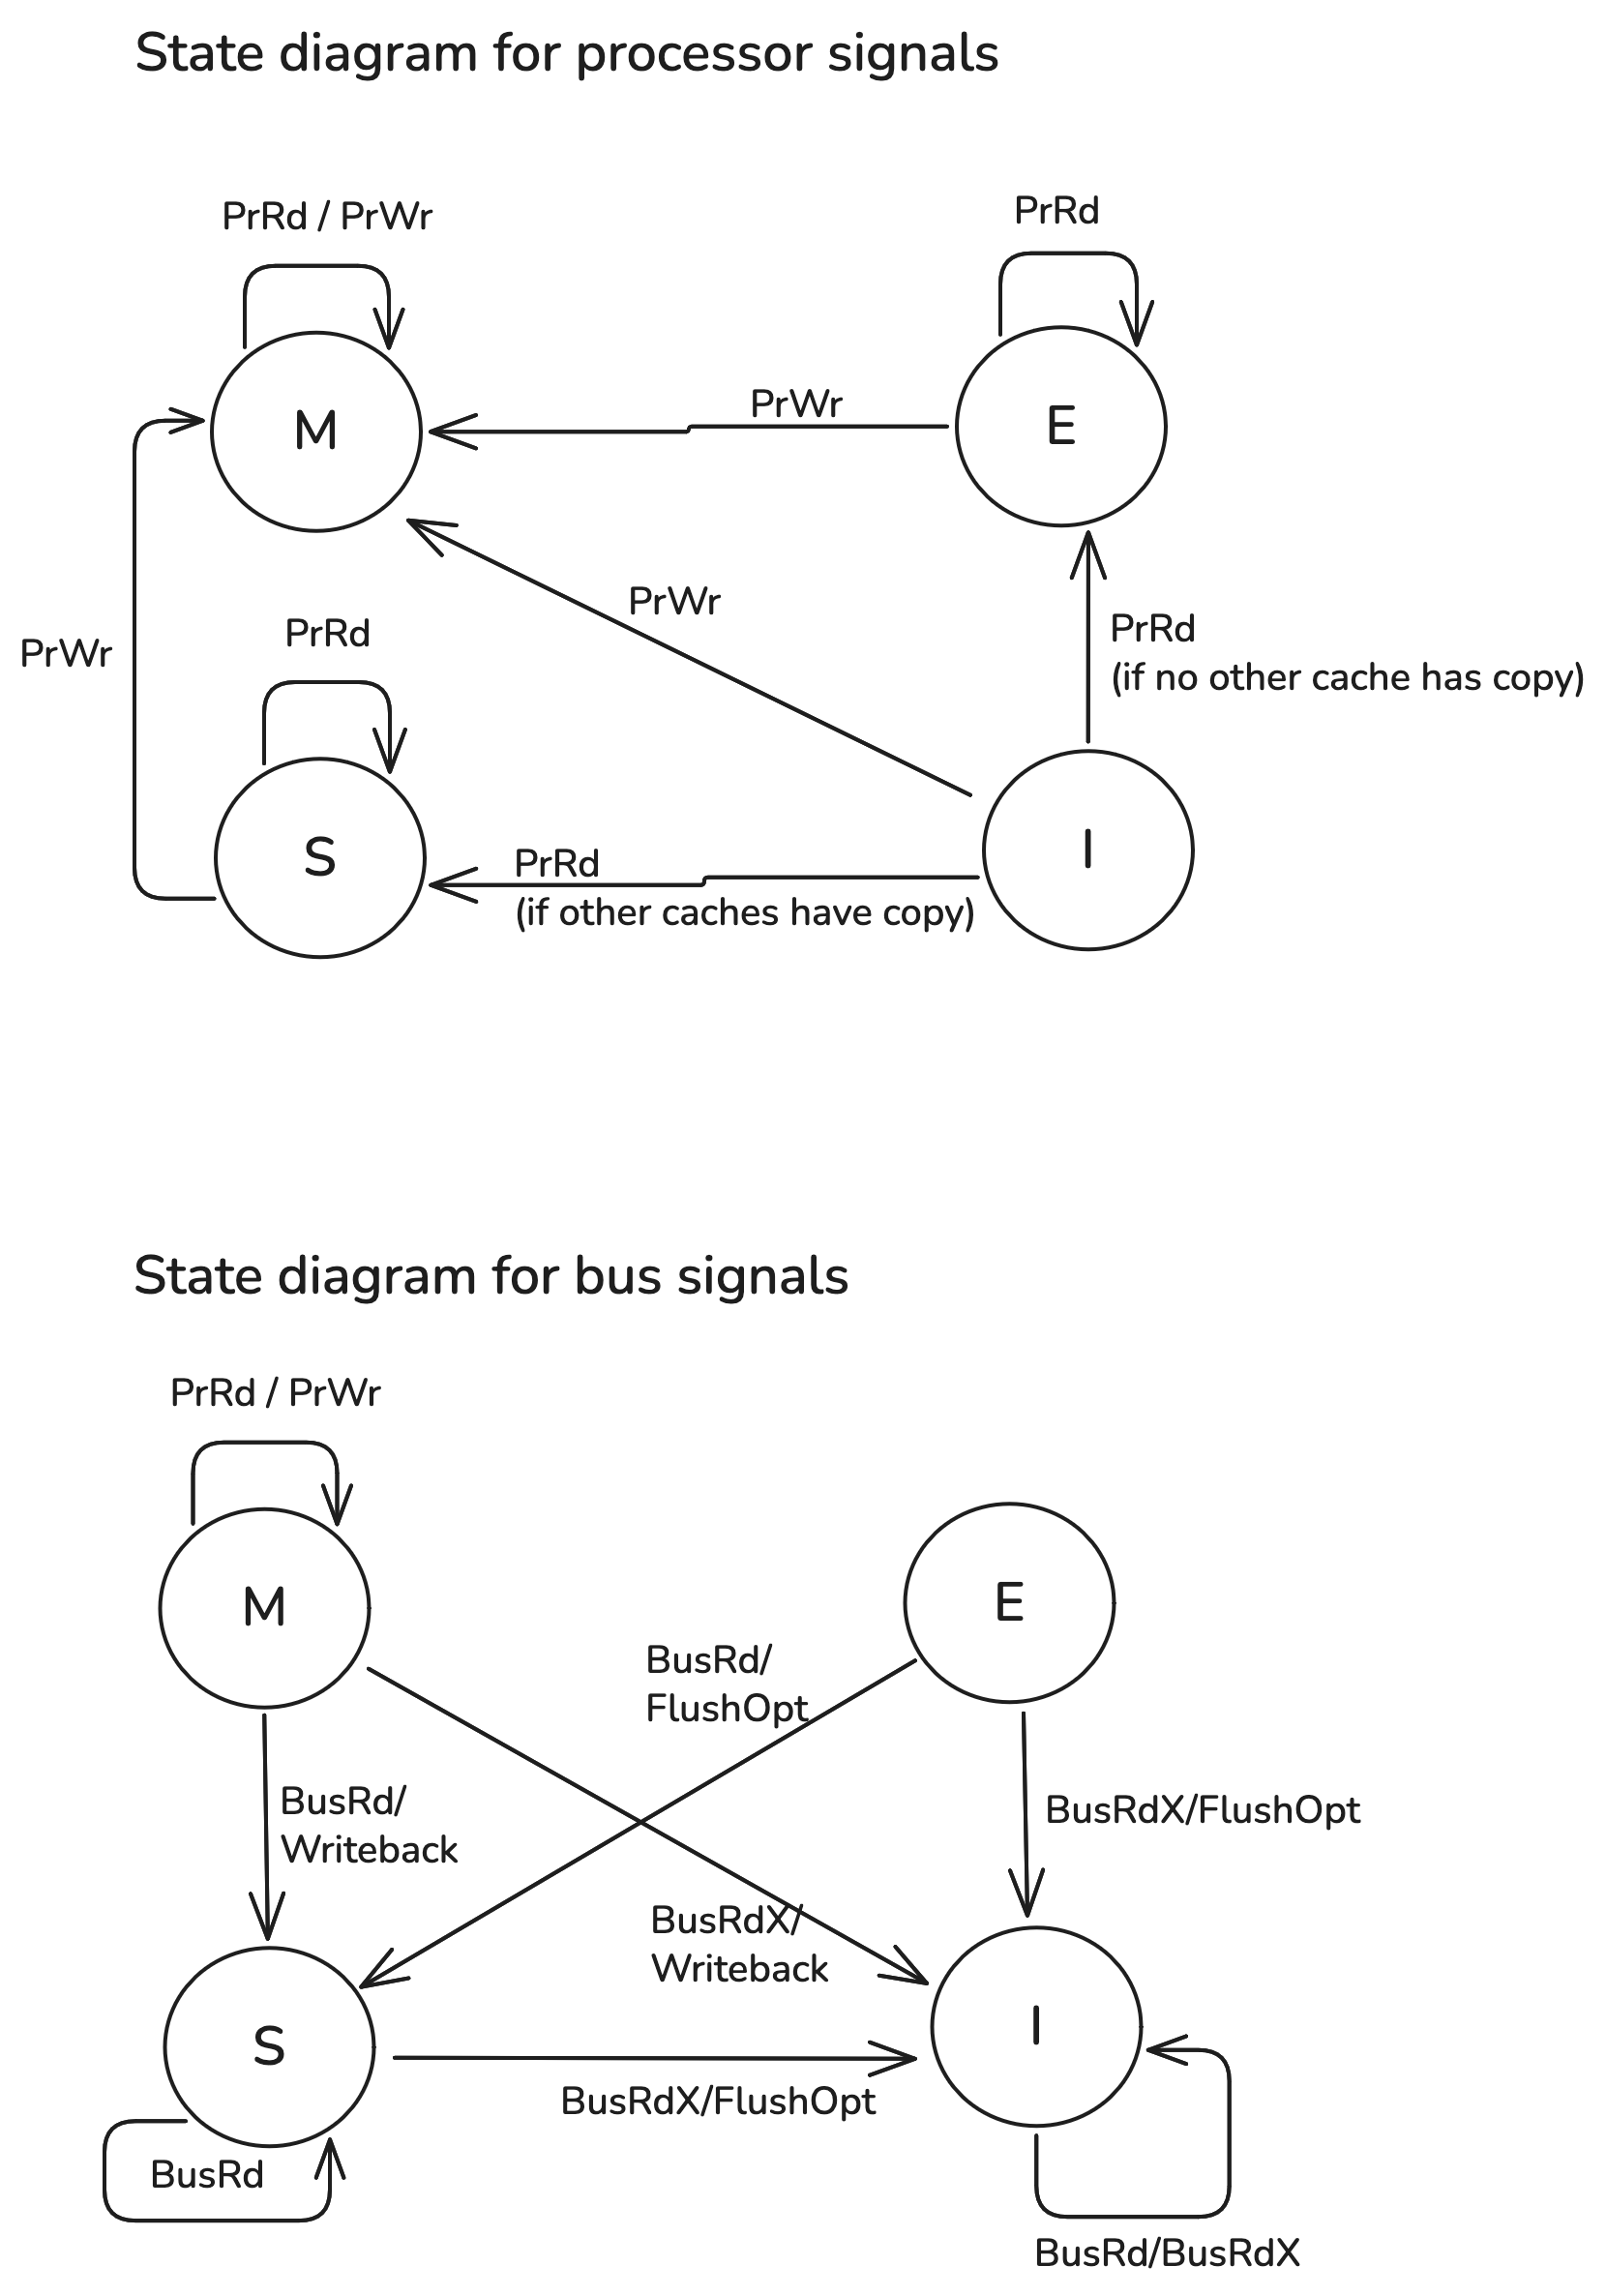 State diagram for processor signals
PrRd / PrWr
PrRd
M
PrWr
E
PrWr
PrRd
PrWr
PrRd
(if no other cache has copy)
S
PrRd
(if other caches have copy)
I
State diagram for bus signals
PrRd / PrWr
M
E
BusRd/
FlushOpt
BusRd/
Writeback
BusRdX/FlushOpt
BusRdX/
Writeback
S
I
BusRdX/FlushOpt
BusRd
BusRd/BusRdX